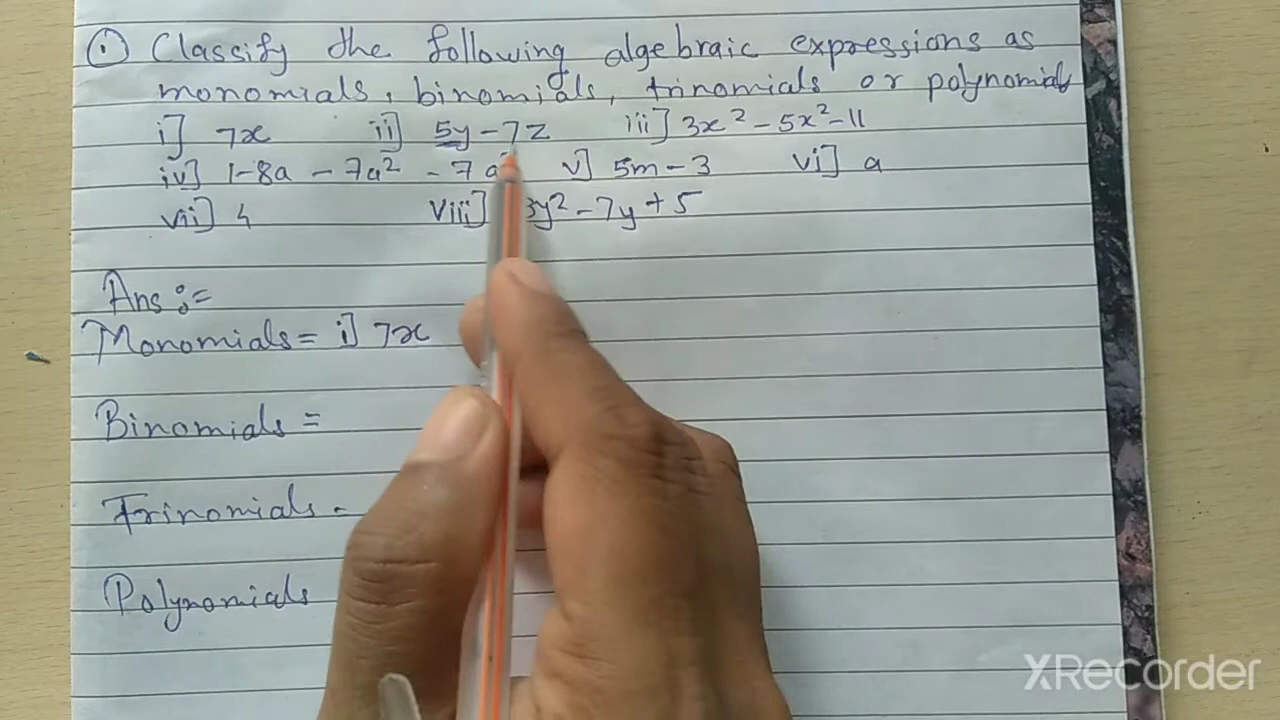 1. Classify the following algebraic expressions as
monomials, binomials, trinomials or polynomials
i] 7x ii] 5y - 7z iii] 3x² - 5x² - 11
iv] 1 - 8a - 7a² - 7a v] 5m - 3 vi] a
vii] 4 viii] 3y² - 7y + 5
Ans :=
Monomials = i] 7x
Binomials =
Trinomials -
Polynomials
XRecorder